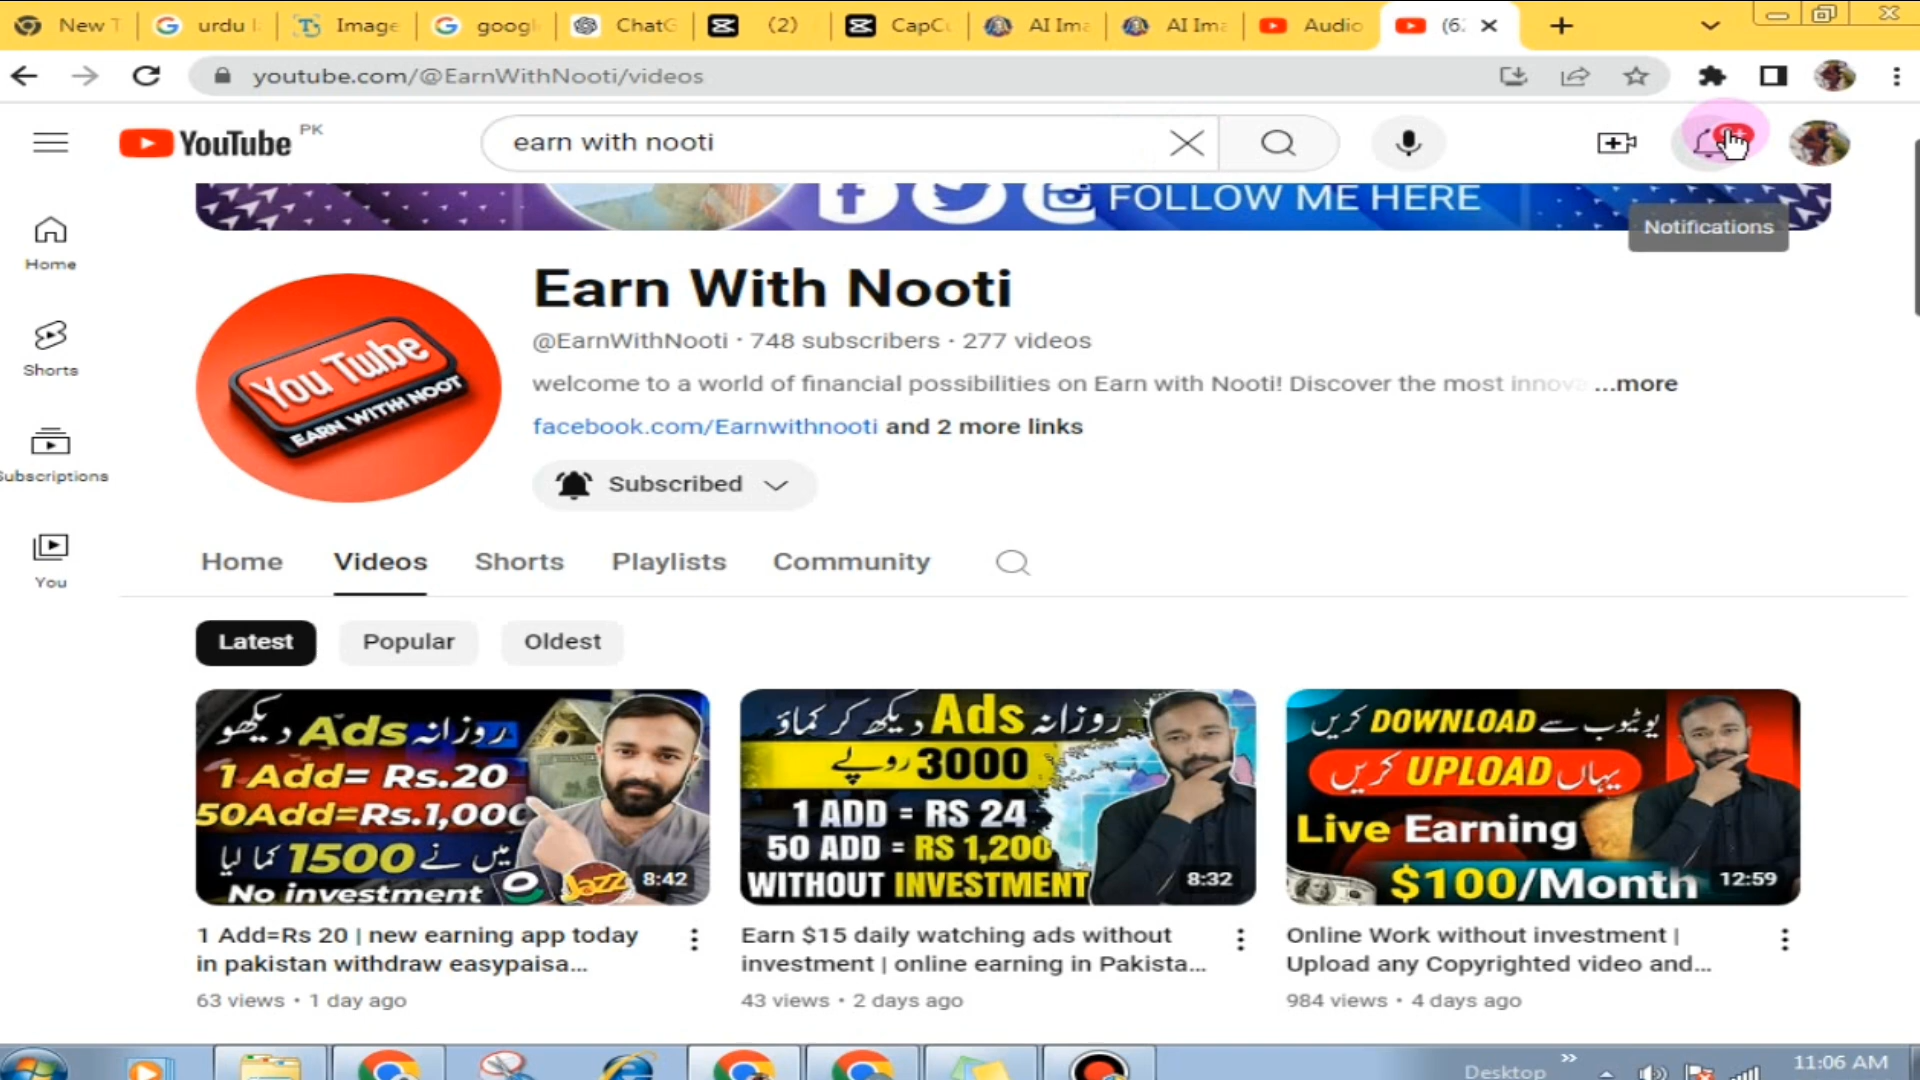 New T
urdu
Image
googl
ChatG
(2)
CapCu
AI Ima
AI Ima
Audio
youtube.com/@EarnWithNooti/videos
YouTube PK
earn with nooti
FOLLOW ME HERE
Notifications
Home
Shorts
Subscriptions
You
You Twibe
EARN WITH NOOT
Earn With Nooti
@EarnWithNooti · 748 subscribers · 277 videos
welcome to a world of financial possibilities on Earn with Nooti! Discover the most innova ...more
facebook.com/Earnwithnooti and 2 more links
Subscribed
Home Videos Shorts Playlists Community
Latest Popular Oldest
روزانہ Ads دیکھو
1 Add= Rs.20
50Add=Rs.1,000
میں نے 1500 کما لیا
No investment
Jazz
8:42
روزانہ Ads دیکھ کر کماؤ
3000 روپے
1 ADD = RS 24
50 ADD = RS 1,200
WITHOUT INVESTMENT
8:32
یوٹیوب سے DOWNLOAD کریں
یہاں UPLOAD کریں
Live Earning
$100/Month
12:59
1 Add=Rs 20 | new earning app today
in pakistan withdraw easypaisa...
63 views • 1 day ago
Earn $15 daily watching ads without
investment | online earning in Pakista...
43 views • 2 days ago
Online Work without investment |
Upload any Copyrighted video and...
984 views • 4 days ago
Desktop
11:06 AM